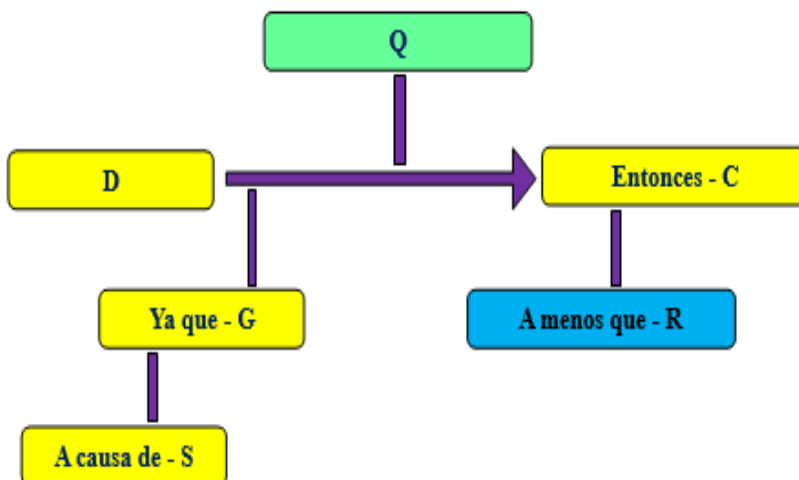 Q
D
Entonces - C
Ya que - G
A menos que - R
A causa de - S